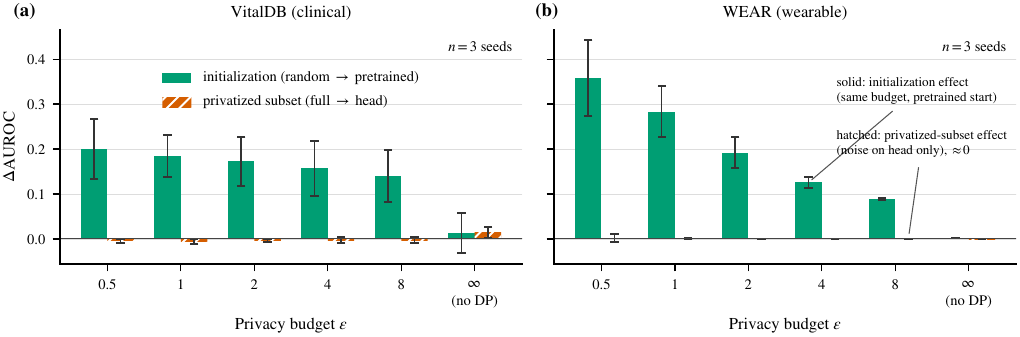 (a)
VitalDB (clinical)
n = 3 seeds
initialization (random → pretrained)
privatized subset (full → head)
ΔAUROC
0.4
0.3
0.2
0.1
0.0
0.5
1
2
4
8
∞
(no DP)
Privacy budget ε
(b)
WEAR (wearable)
n = 3 seeds
solid: initialization effect
(same budget, pretrained start)
hatched: privatized-subset effect
(noise on head only), ≈0
0.5
1
2
4
8
∞
(no DP)
Privacy budget ε